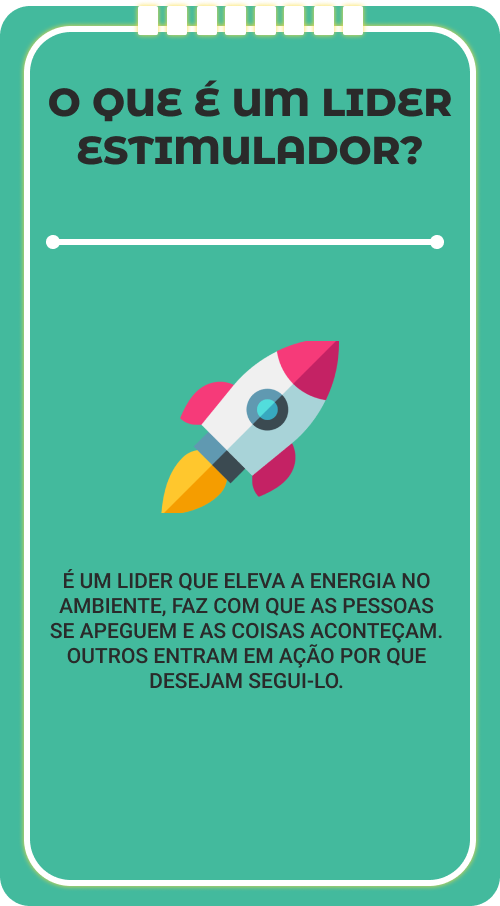 O QUE É UM LIDER
ESTIMULADOR?
É UM LIDER QUE ELEVA A ENERGIA NO
AMBIENTE, FAZ COM QUE AS PESSOAS
SE APEGUEM E AS COISAS ACONTEÇAM.
OUTROS ENTRAM EM AÇÃO POR QUE
DESEJAM SEGUI-LO.